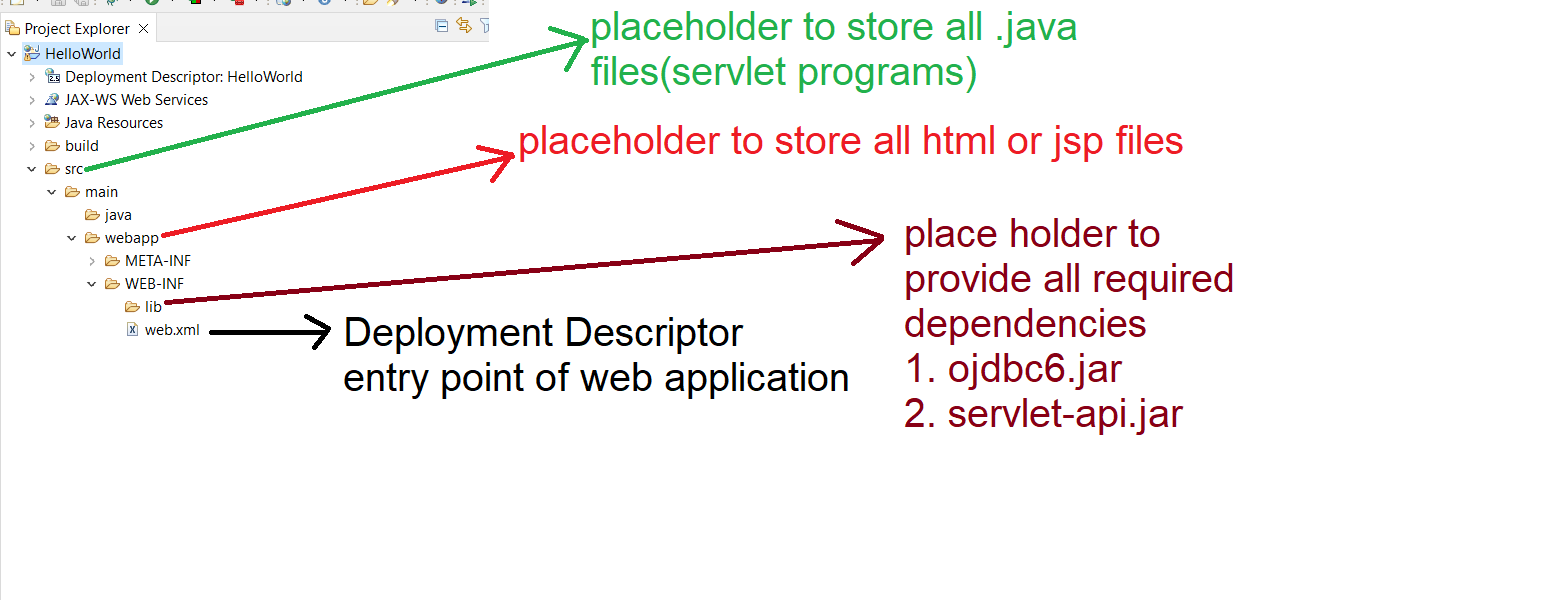 Project Explorer
HelloWorld
Deployment Descriptor: HelloWorld
JAX-WS Web Services
Java Resources
build
src
main
java
webapp
META-INF
WEB-INF
lib
web.xml
placeholder to store all .java
files(servlet programs)
placeholder to store all html or jsp files
place holder to
provide all required
dependencies
1. ojdbc6.jar
2. servlet-api.jar
Deployment Descriptor
entry point of web application